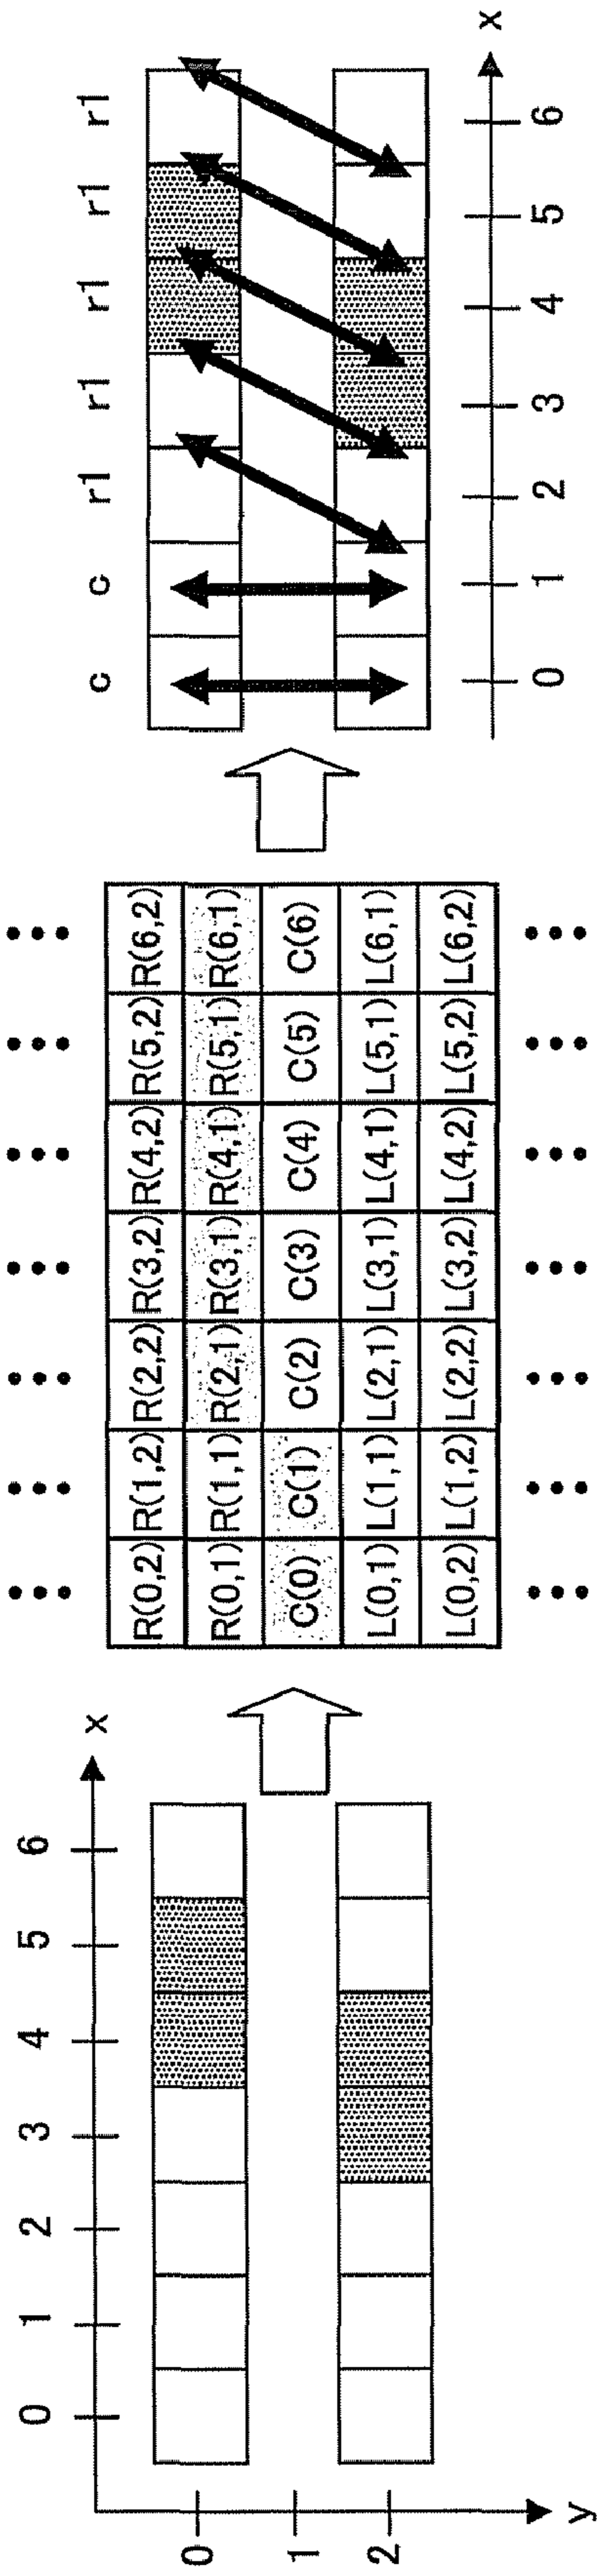 0 1 2 3 4 5 6 x
0
1
2
y
R(0,2) R(1,2) R(2,2) R(3,2) R(4,2) R(5,2) R(6,2)
R(0,1) R(1,1) R(2,1) R(3,1) R(4,1) R(5,1) R(6,1)
C(0) C(1) C(2) C(3) C(4) C(5) C(6)
L(0,1) L(1,1) L(2,1) L(3,1) L(4,1) L(5,1) L(6,1)
L(0,2) L(1,2) L(2,2) L(3,2) L(4,2) L(5,2) L(6,2)
c c r1 r1 r1 r1 r1
0 1 2 3 4 5 6 x